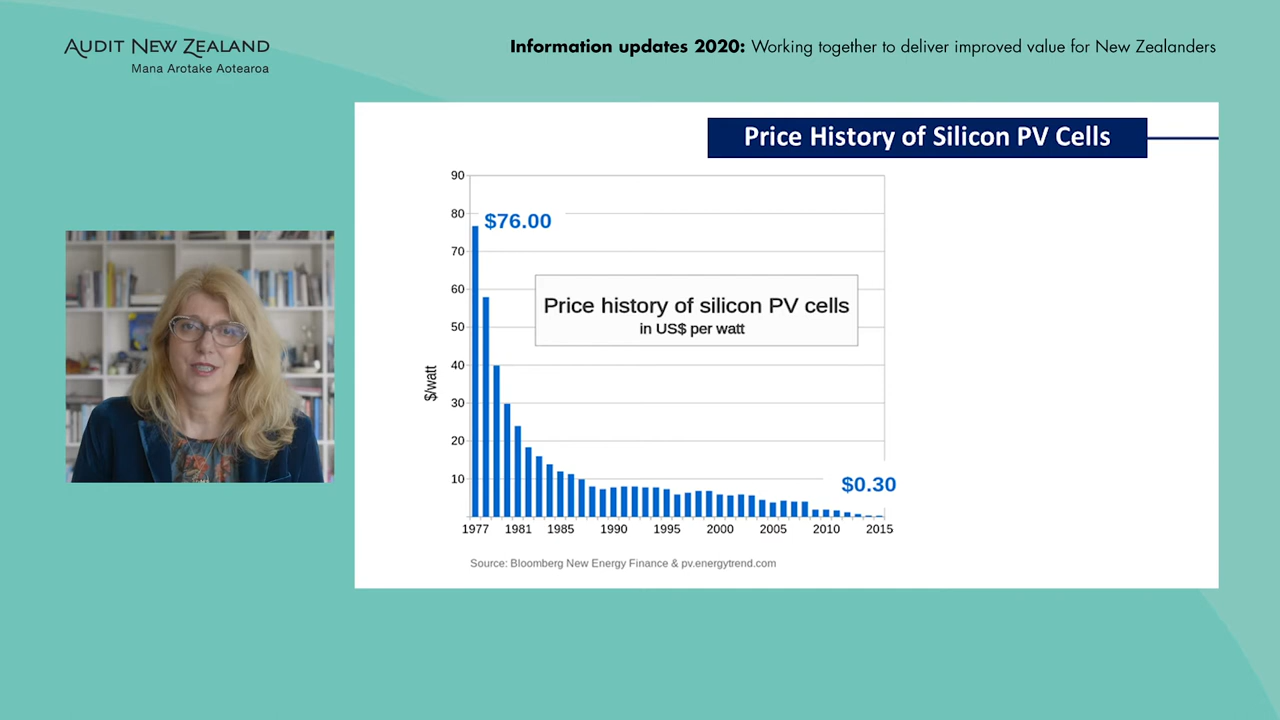 AUDIT NEW ZEALAND
Mana Arotake Aotearoa
Information updates 2020: Working together to deliver improved value for New Zealanders
Price History of Silicon PV Cells
90
80
70
60
50
40
30
20
10
$/watt
$76.00
Price history of silicon PV cells
in US$ per watt
$0.30
1977 1981 1985 1990 1995 2000 2005 2010 2015
Source: Bloomberg New Energy Finance & pv.energytrend.com